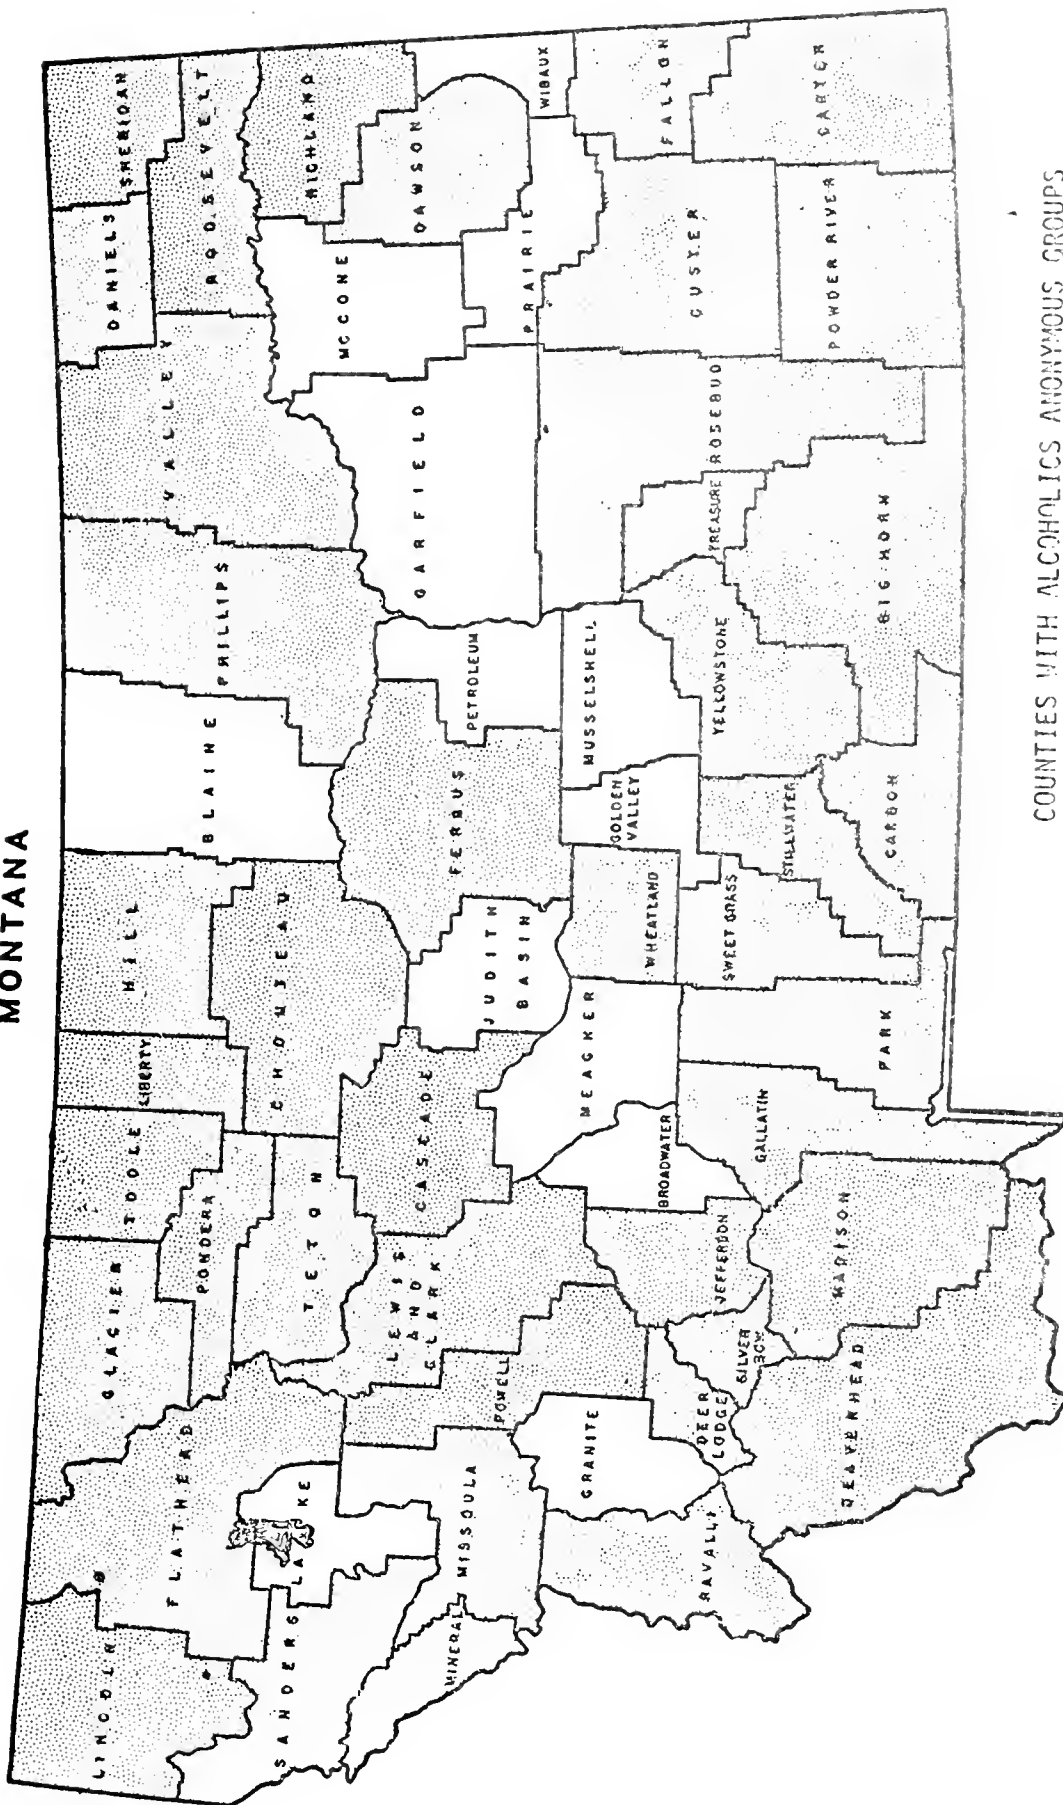 MONTANA
LINCOLN
FLATHEAD
GLACIER
TOOLE
LIBERTY
HILL
BLAINE
PHILLIPS
VALLEY
DANIELS
SHERIDAN
ROOSEVELT
PONDERA
CHOUTEAU
TETON
SANDERS
LAKE
LEWIS
AND
CLARK
CASCADE
FERGUS
PETROLEUM
GARFIELD
MCCONE
RICHLAND
DAWSON
WIBAUX
PRAIRIE
MINERAL
MISSOULA
POWELL
GRANITE
JUDITH
BASIN
MEAGHER
BROADWATER
WHEATLAND
GOLDEN
VALLEY
MUSSELSHELL
ROSEBUD
TREASURE
CUSTER
FALLON
RAVALLI
DEER
LODGE
SILVER
BOW
JEFFERSON
GALLATIN
PARK
SWEET GRASS
STILLWATER
YELLOWSTONE
BIG HORN
POWDER RIVER
CARTER
BEAVERHEAD
MADISON
CARBON
COUNTIES WITH ALCOHOLICS ANONYMOUS GROUPS